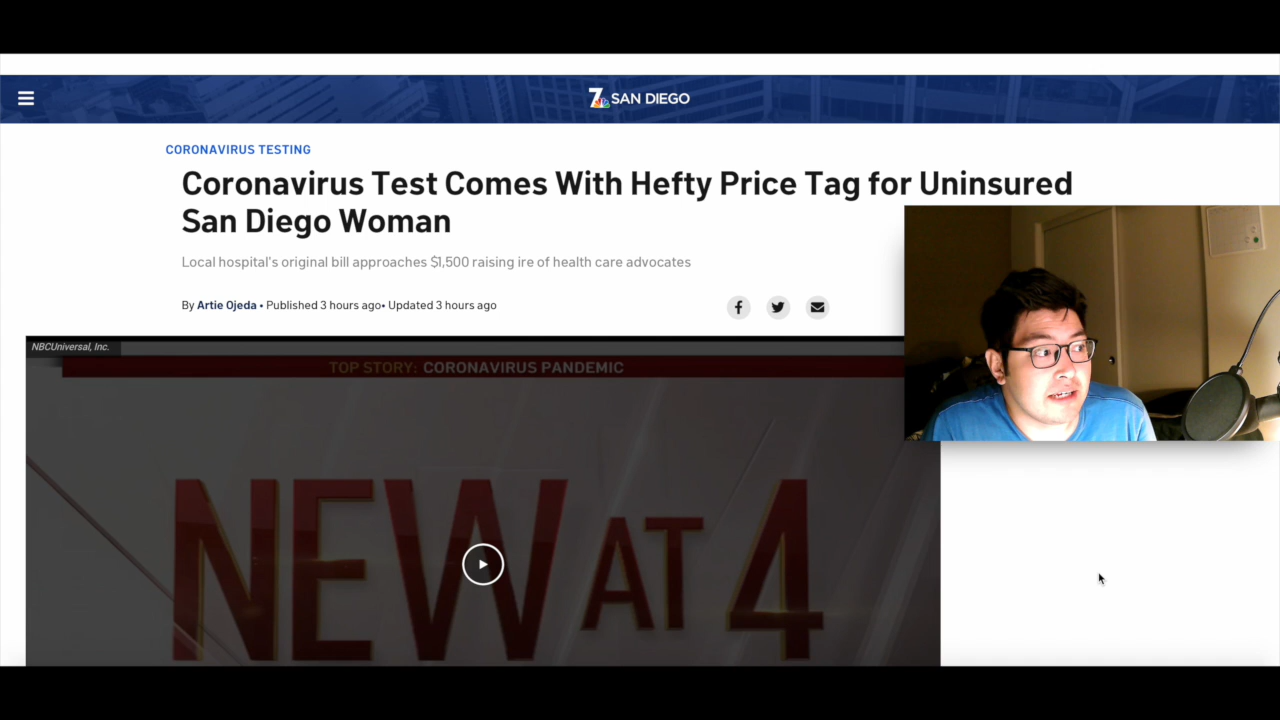 7 SAN DIEGO
CORONAVIRUS TESTING
Coronavirus Test Comes With Hefty Price Tag for Uninsured
San Diego Woman
Local hospital's original bill approaches $1,500 raising ire of health care advocates
By Artie Ojeda • Published 3 hours ago• Updated 3 hours ago
NBCUniversal, Inc.
TOP STORY: CORONAVIRUS PANDEMIC
NEW AT 4